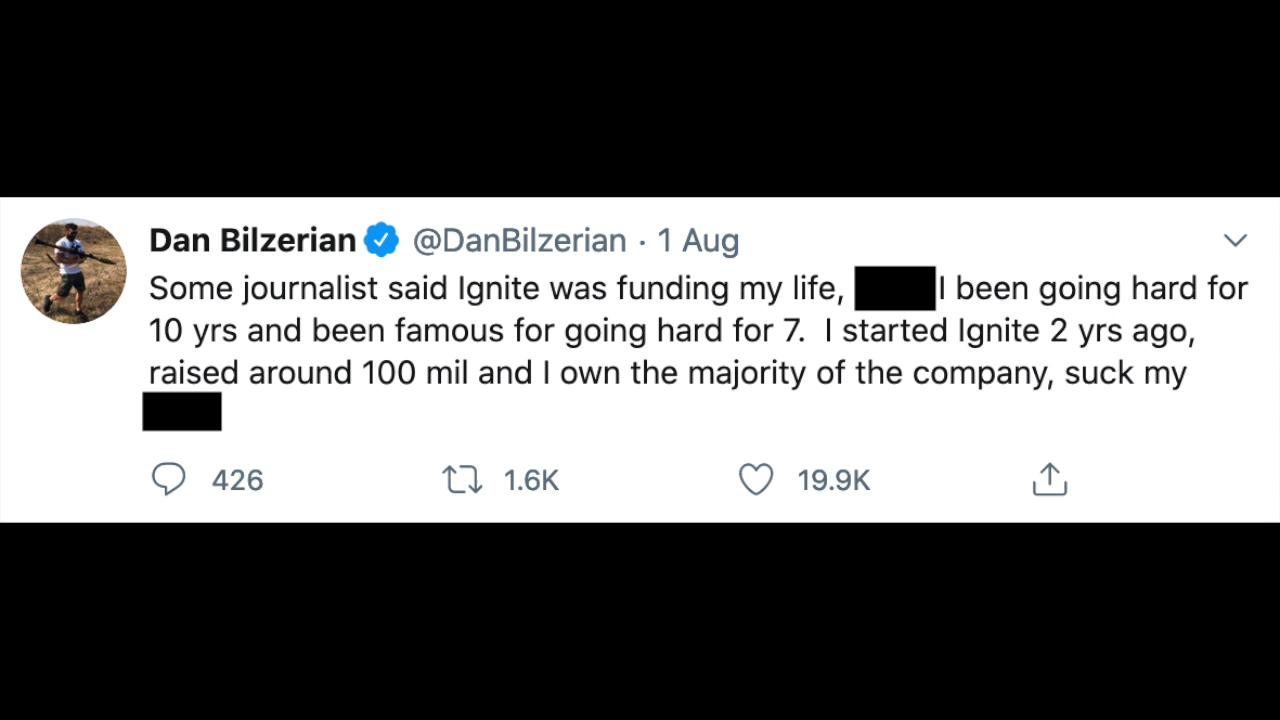 Dan Bilzerian @DanBilzerian · 1 Aug
Some journalist said Ignite was funding my life, I been going hard for
10 yrs and been famous for going hard for 7. I started Ignite 2 yrs ago,
raised around 100 mil and I own the majority of the company, suck my
426 1.6K 19.9K